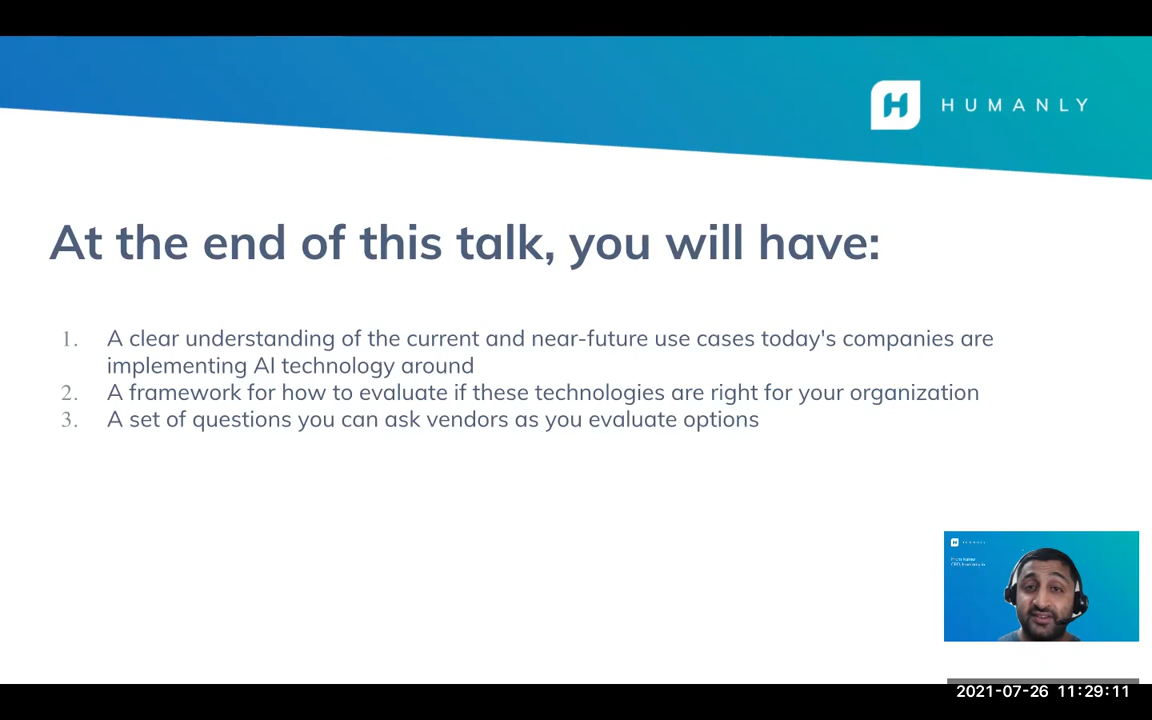 HUMANLY
At the end of this talk, you will have:
1. A clear understanding of the current and near-future use cases today's companies are
implementing AI technology around
2. A framework for how to evaluate if these technologies are right for your organization
3. A set of questions you can ask vendors as you evaluate options
2021-07-26 11:29:11